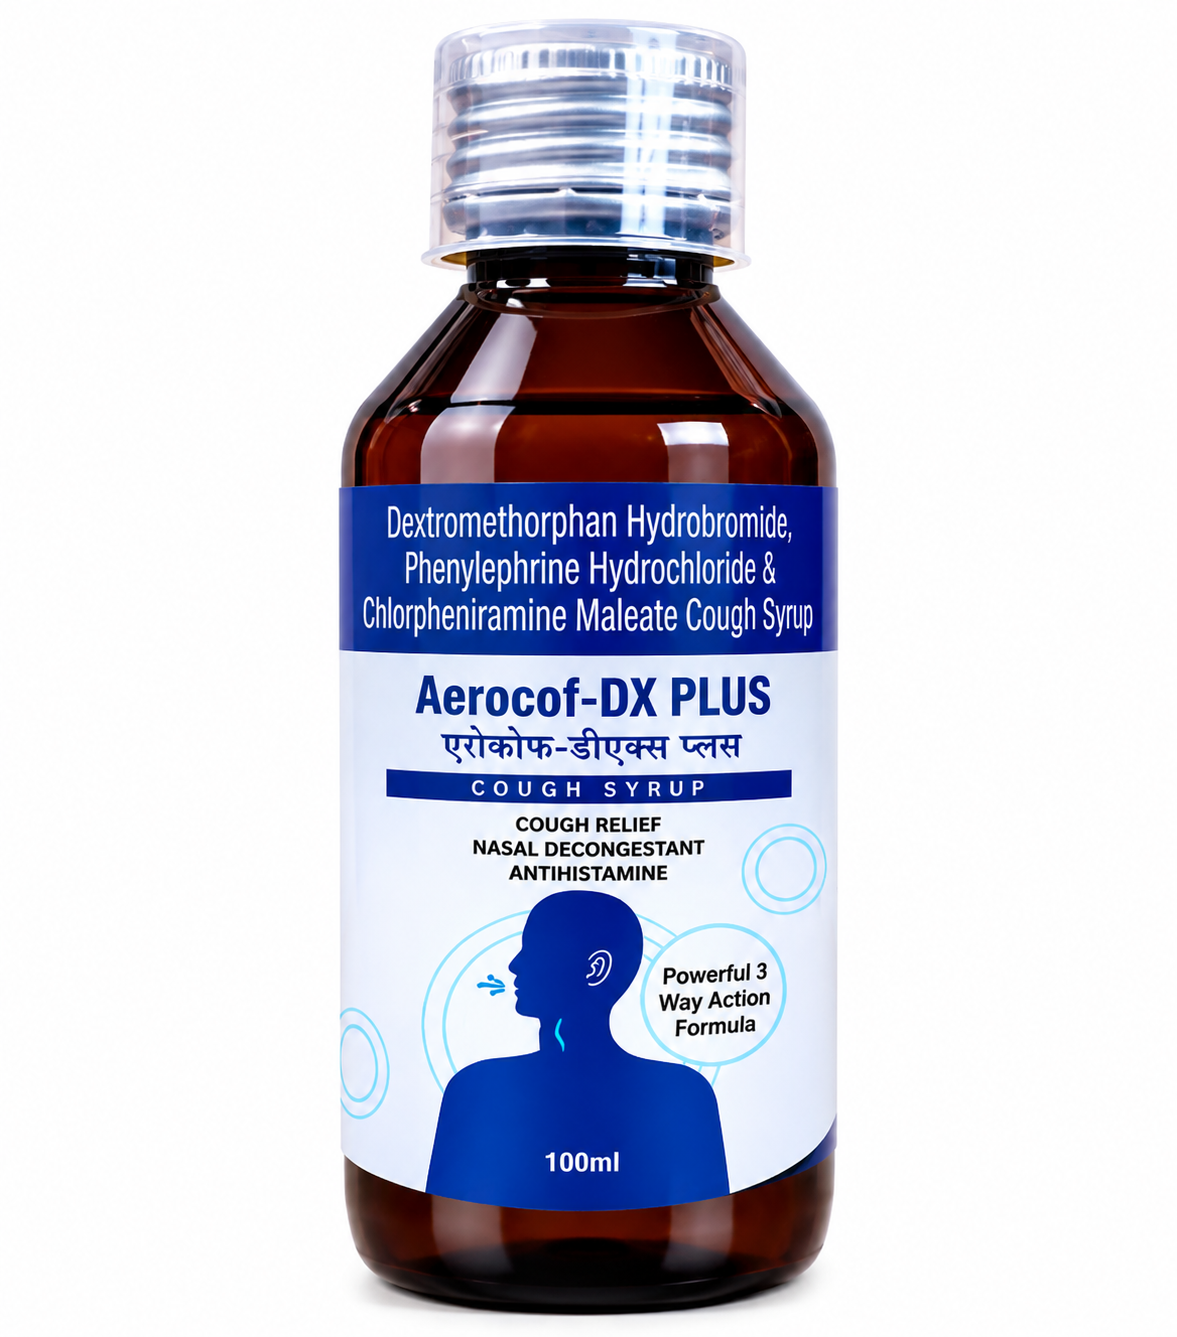 Dextromethorphan Hydrobromide,
Phenylephrine Hydrochloride &
Chlorpheniramine Maleate Cough Syrup
Aerocof-DX PLUS
एरोकोफ-डीएक्स प्लस
COUGH SYRUP
COUGH RELIEF
NASAL DECONGESTANT
ANTIHISTAMINE
Powerful 3
Way Action
Formula
100ml